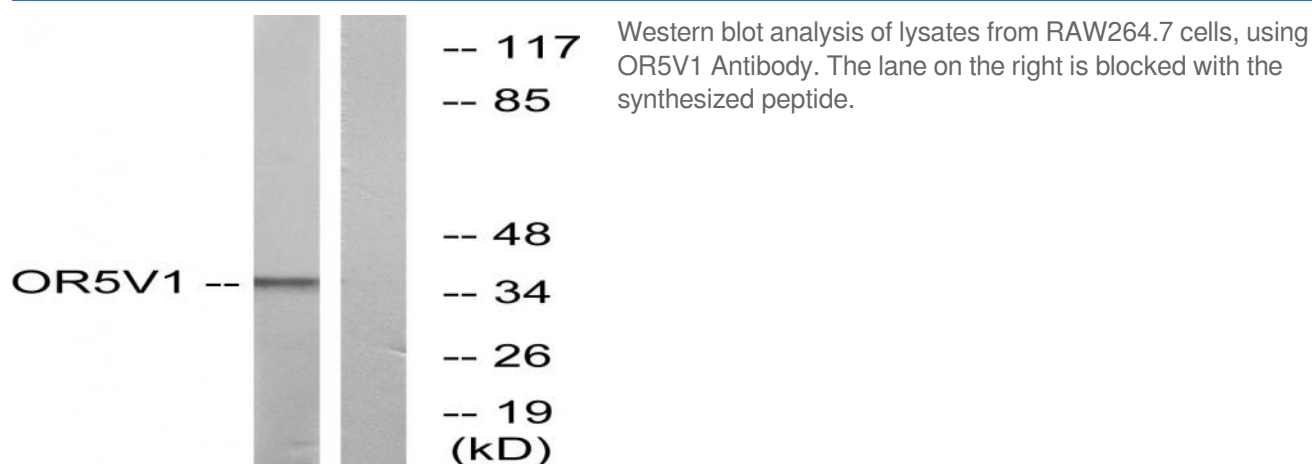 -- 117
-- 85
-- 48
OR5V1 --
-- 34
-- 26
-- 19
(kD)
Western blot analysis of lysates from RAW264.7 cells, using
OR5V1 Antibody. The lane on the right is blocked with the
synthesized peptide.